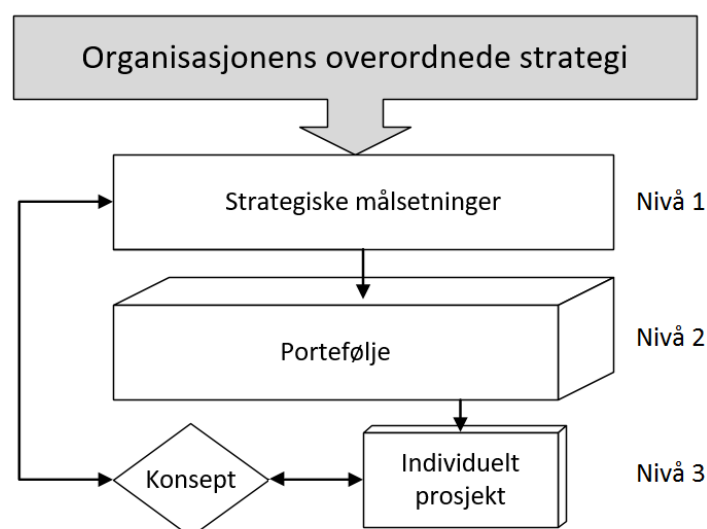 Organisasjonens overordnede strategi
Strategiske målsetninger
Nivå 1
Portefølje
Nivå 2
Konsept
Individuelt
prosjekt
Nivå 3